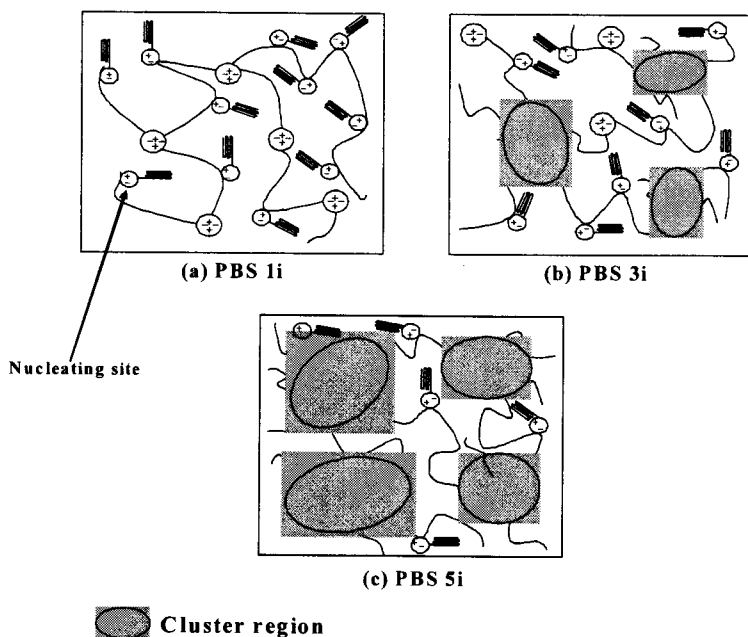 (a) PBS 1i
(b) PBS 3i
Nucleating site
(c) PBS 5i
Cluster region